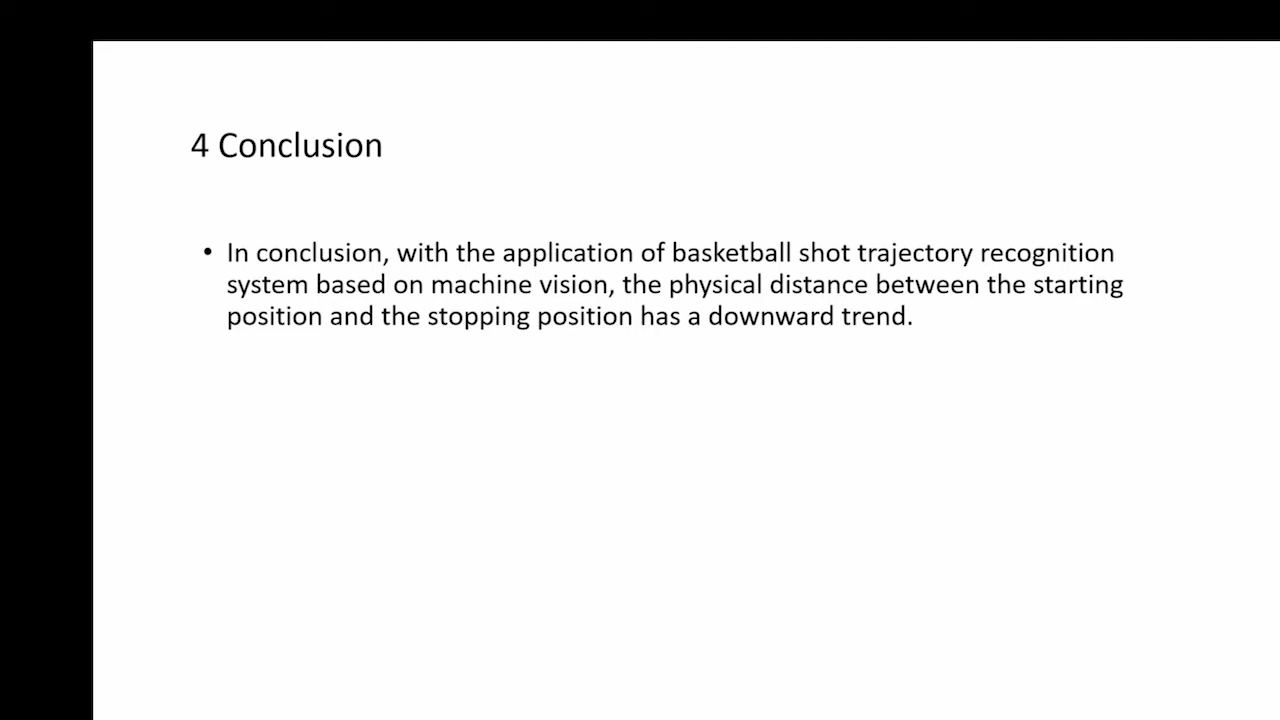 4 Conclusion
• In conclusion, with the application of basketball shot trajectory recognition
system based on machine vision, the physical distance between the starting
position and the stopping position has a downward trend.